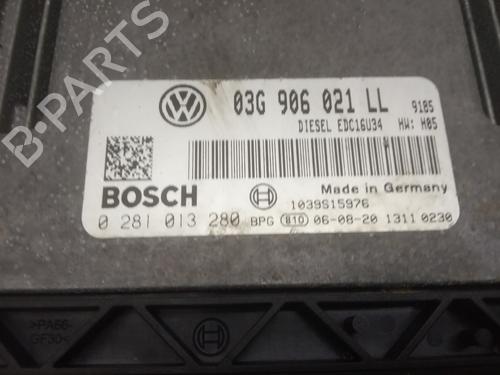 03G 906 021 LL 9185
DIESEL EDC16U34 HW: H05
BOSCH
Made in Germany
1039S15976
0 281 013 280 BPG 810 06-08-20 1311 0230
>PA66-
GF30<
B-PARTS